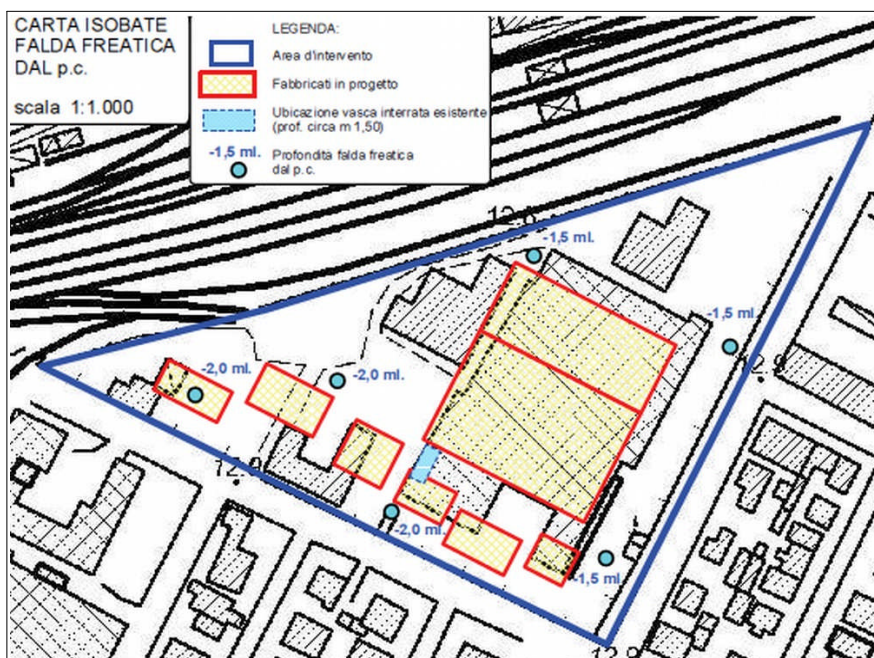 CARTA ISOBATE
FALDA FREATICA
DAL p.c.
scala 1:1.000
LEGENDA:
Area d'intervento
Fabbricati in progetto
Ubicazione vasca interrata esistente
(prof. circa m 1,50)
-1,5 ml.
Profondità falda freatica
dal p.c.
-1,5 ml.
-1,5 ml.
12.9
-2,0 ml.
-2,0 ml.
12.9
-2,0 ml.
-1,5 ml.
12.9